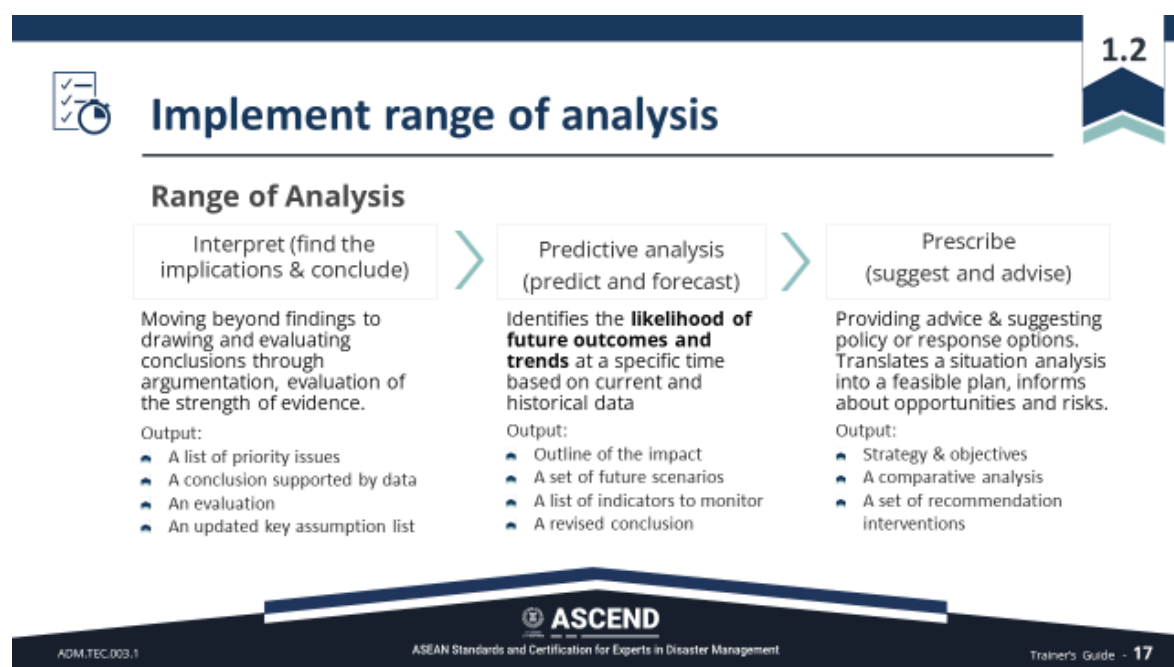 1.2
Implement range of analysis
Range of Analysis
Interpret (find the
implications & conclude)
Moving beyond findings to
drawing and evaluating
conclusions through
argumentation, evaluation of
the strength of evidence.
Output:
A list of priority issues
A conclusion supported by data
An evaluation
An updated key assumption list
Predictive analysis
(predict and forecast)
Identifies the likelihood of
future outcomes and
trends at a specific time
based on current and
historical data
Output:
Outline of the impact
A set of future scenarios
A list of indicators to monitor
A revised conclusion
Prescribe
(suggest and advise)
Providing advice & suggesting
policy or response options.
Translates a situation analysis
into a feasible plan, informs
about opportunities and risks.
Output:
Strategy & objectives
A comparative analysis
A set of recommendation
interventions
ASCEND
ADM.TEC.003.1
ASEAN Standards and Certification for Experts in Disaster Management
Trainer's Guide - 17